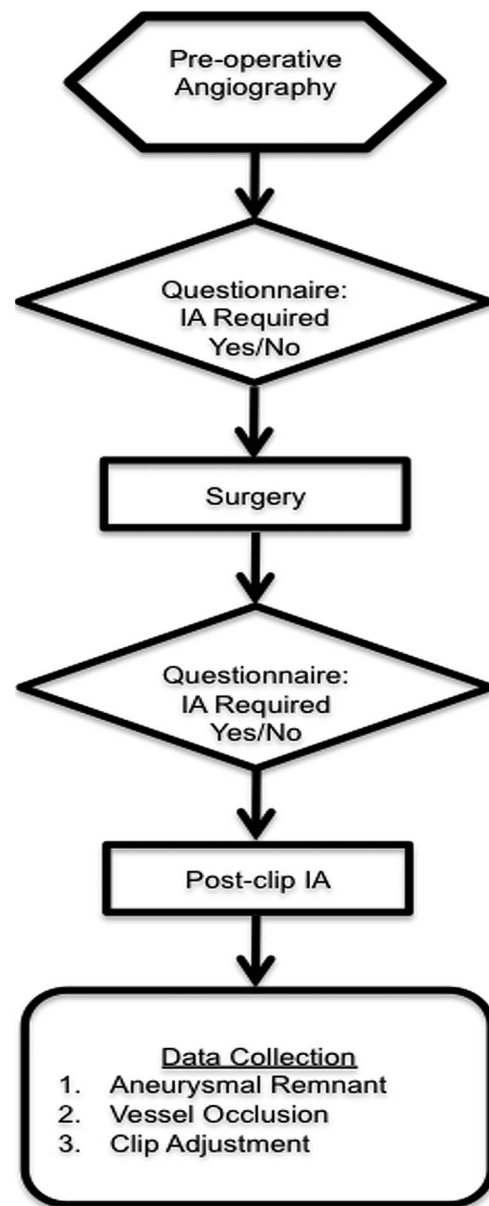 Pre-operative
Angiography
Questionnaire:
IA Required
Yes/No
Surgery
Questionnaire:
IA Required
Yes/No
Post-clip IA
Data Collection
1. Aneurysmal Remnant
2. Vessel Occlusion
3. Clip Adjustment